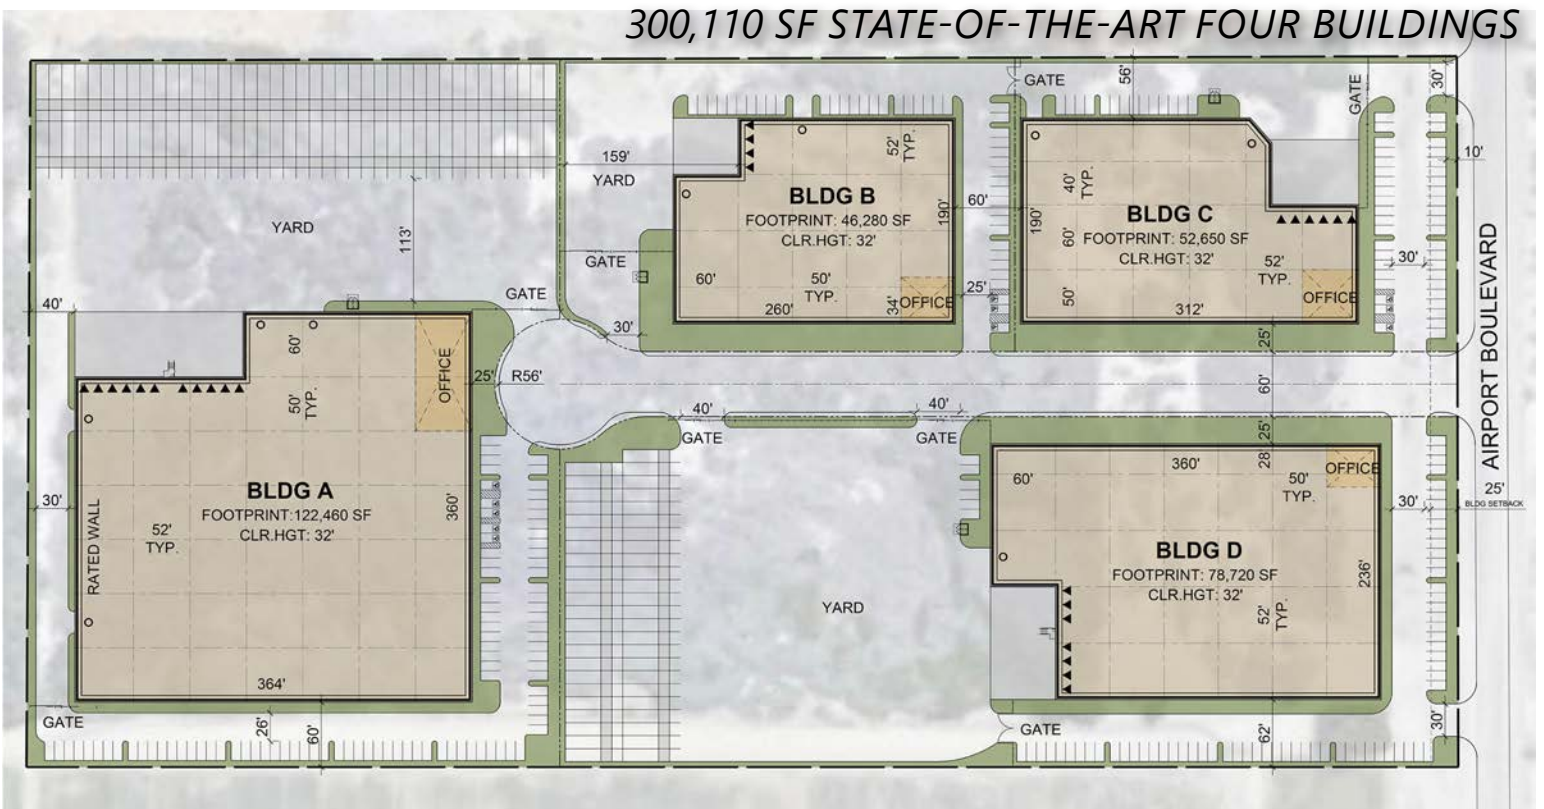 300,110 SF STATE-OF-THE-ART FOUR BUILDINGS
GATE
56'
GATE
30'
159'
YARD
52'
TYP.
BLDG B
FOOTPRINT: 46,280 SF
CLR.HGT: 32'
190'
60'
GATE
60'
50'
TYP.
260'
34'
OFFICE
25'
30'
190'
40'
TYP.
60'
50'
BLDG C
FOOTPRINT: 52,650 SF
CLR.HGT: 32'
52'
TYP.
OFFICE
312'
10'
30'
AIRPORT BOULEVARD
YARD
113'
GATE
40'
60'
50'
TYP.
OFFICE
25'
R56'
25'
60'
25'
40'
40'
GATE
GATE
30'
RATED WALL
52'
TYP.
BLDG A
FOOTPRINT:122,460 SF
CLR.HGT: 32'
360'
364'
GATE
26'
60'
YARD
60'
360'
28'
50'
TYP.
OFFICE
BLDG D
FOOTPRINT: 78,720 SF
CLR.HGT: 32'
52'
TYP.
236'
30'
25'
BLDG SETBACK
GATE
62'
30'